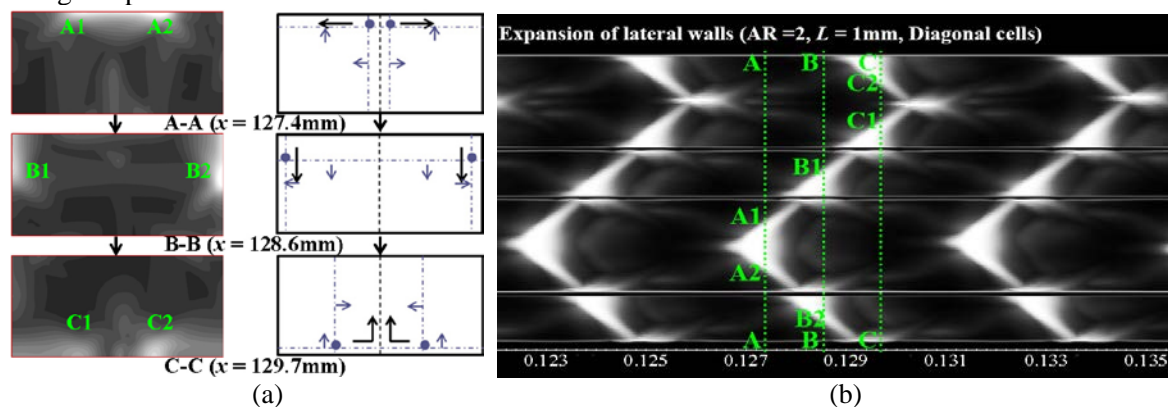 A1 A2
A-A (x = 127.4mm)
B1 B2
B-B (x = 128.6mm)
C1 C2
C-C (x = 129.7mm)
(a)
Expansion of lateral walls (AR =2, L = 1mm, Diagonal cells)
A B C
C2
C1
B1
A1
A2
B2
A B C
0.123 0.125 0.127 0.129 0.131 0.133 0.135
(b)